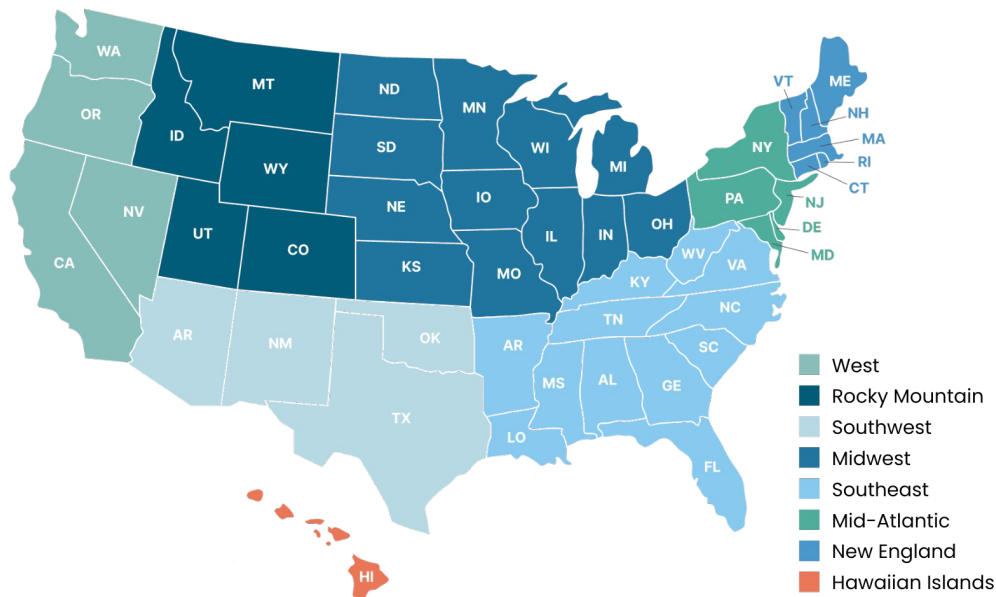 WA
MT
ND
MN
VT
ME
OR
ID
NH
SD
WI
MI
NY
MA
RI
WY
CT
NE
IO
PA
NJ
NV
UT
CO
IL
IN
OH
DE
MD
CA
KS
MO
WV
VA
KY
AR
NM
OK
AR
TN
NC
SC
MS
AL
GE
TX
LO
FL
HI
West
Rocky Mountain
Southwest
Midwest
Southeast
Mid-Atlantic
New England
Hawaiian Islands